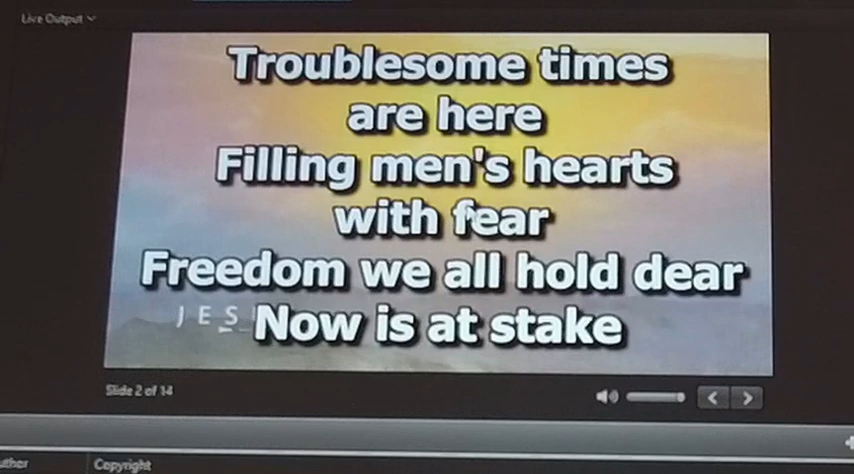 Live Output
Troublesome times
are here
Filling men's hearts
with fear
Freedom we all hold dear
J E S Now is at stake
Slide 2 of 14
Copyright